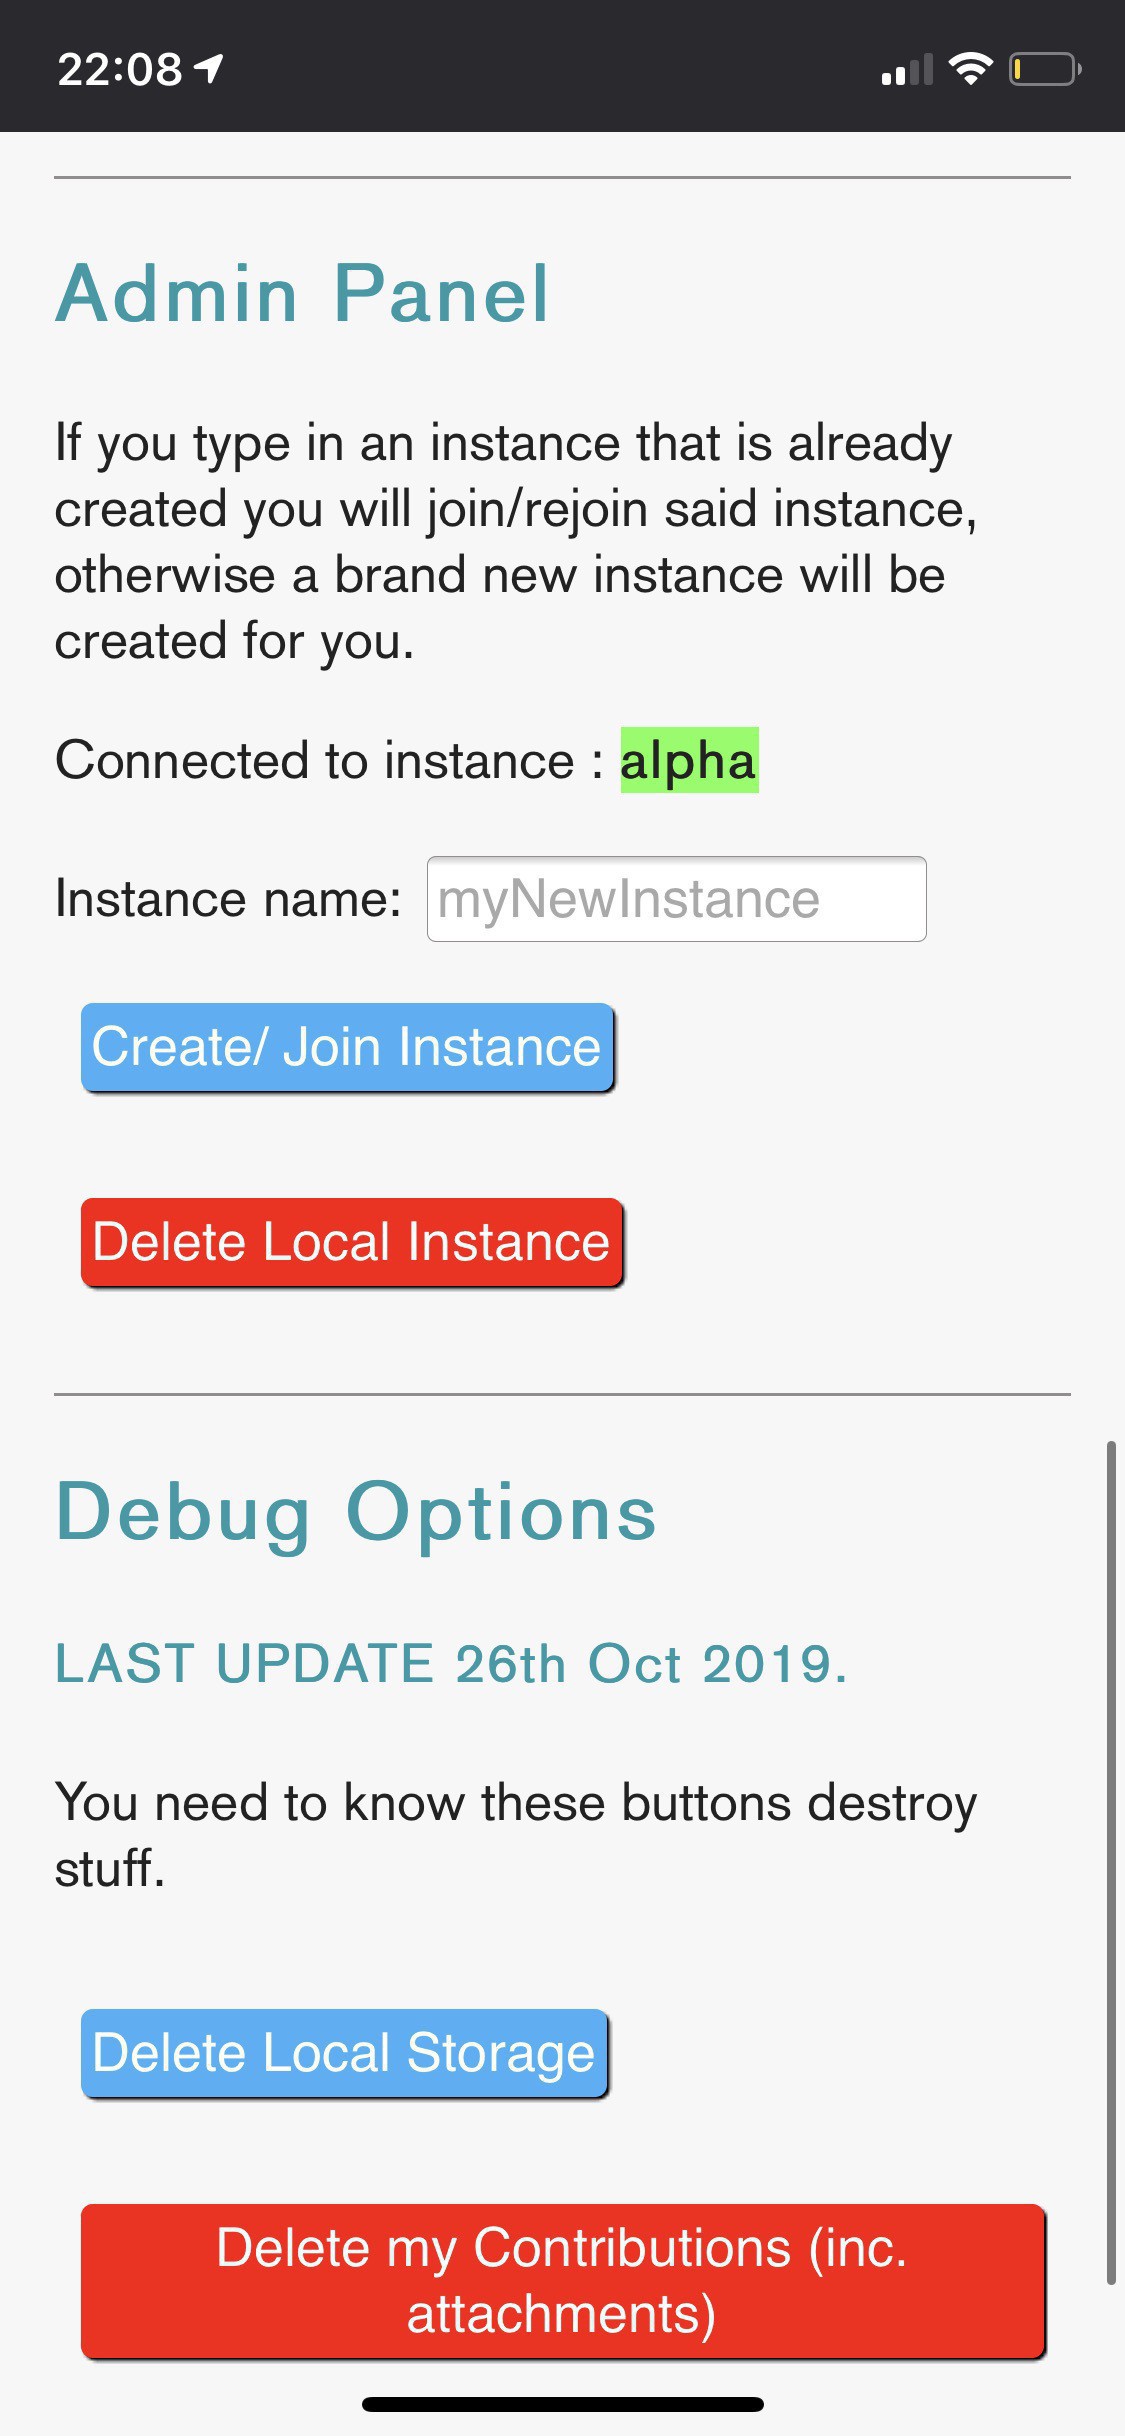 22:08
Admin Panel
If you type in an instance that is already
created you will join/rejoin said instance,
otherwise a brand new instance will be
created for you.
Connected to instance : alpha
Instance name: myNewInstance
Create/ Join Instance
Delete Local Instance
Debug Options
LAST UPDATE 26th Oct 2019.
You need to know these buttons destroy
stuff.
Delete Local Storage
Delete my Contributions (inc.
attachments)